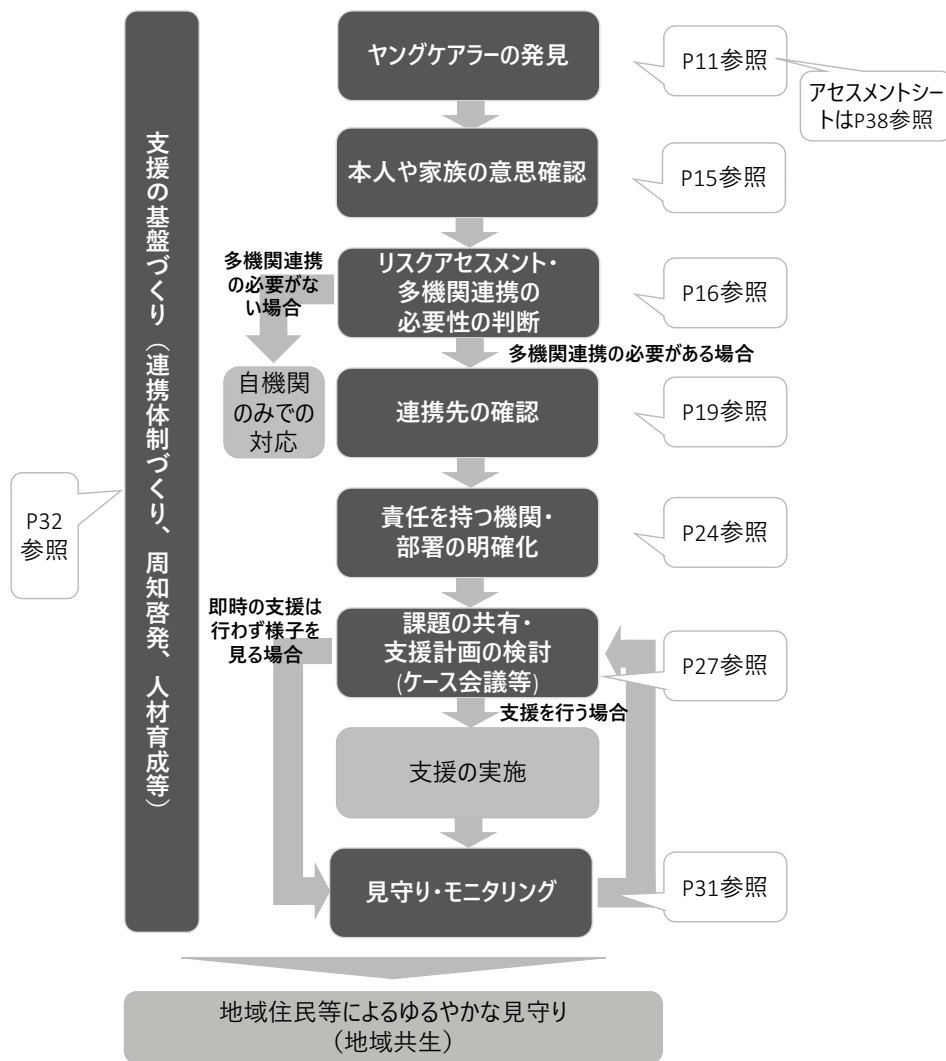 ヤングケアラーの発見
P11参照
アセスメントシー
トはP38参照
本人や家族の意思確認
P15参照
支援の基盤づくり（連携体制づくり、周知啓発、人材育成等）
P32
参照
多機関連携
の必要がな
い場合
リスクアセスメント・
多機関連携の
必要性の判断
P16参照
多機関連携の必要がある場合
自機関
のみでの
対応
連携先の確認
P19参照
責任を持つ機関・
部署の明確化
P24参照
即時の支援は
行わず様子を
見る場合
課題の共有・
支援計画の検討
(ケース会議等)
P27参照
支援を行う場合
支援の実施
見守り・モニタリング
P31参照
地域住民等によるゆるやかな見守り
（地域共生）